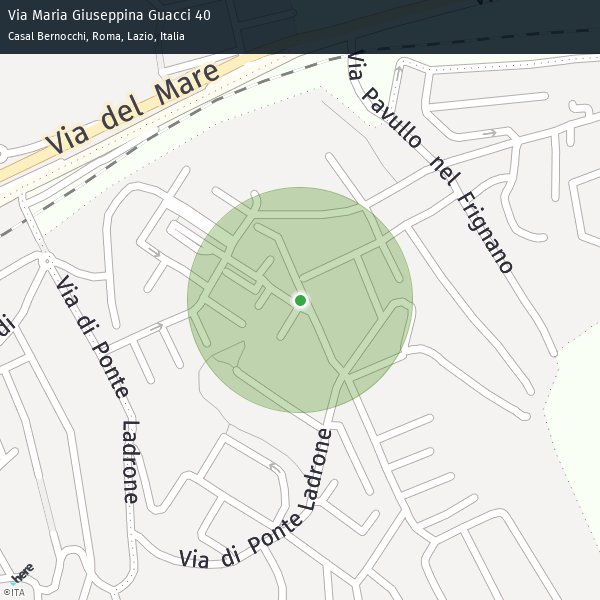 Via Maria Giuseppina Guacci 40
Casal Bernocchi, Roma, Lazio, Italia
Via del Mare
Via Pavullo nel Frignano
Via di Ponte Ladrone
di
Via di Ponte Ladrone
here
©ITA